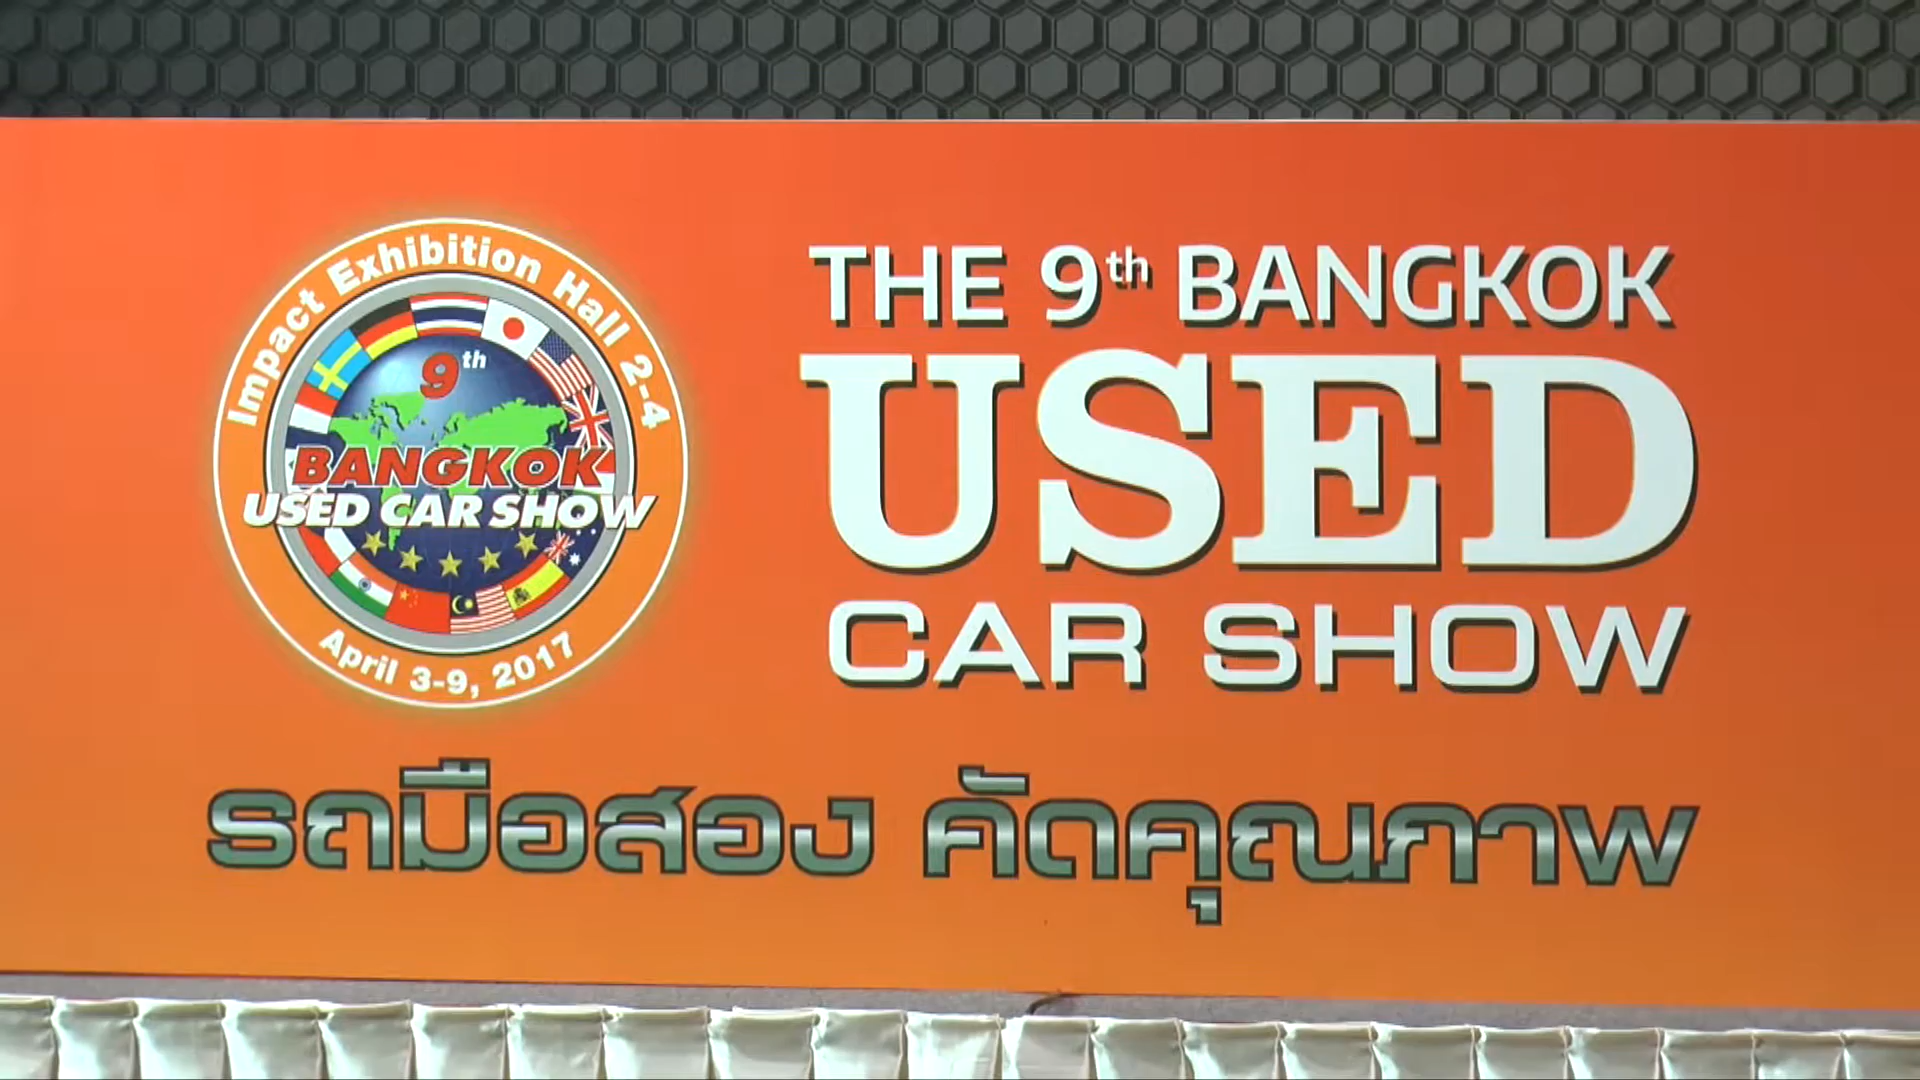 Impact Exhibition Hall 2-4
9th
BANGKOK
USED CAR SHOW
April 3-9, 2017
THE 9th BANGKOK
USED
CAR SHOW
รถมือสอง คัดคุณภาพ